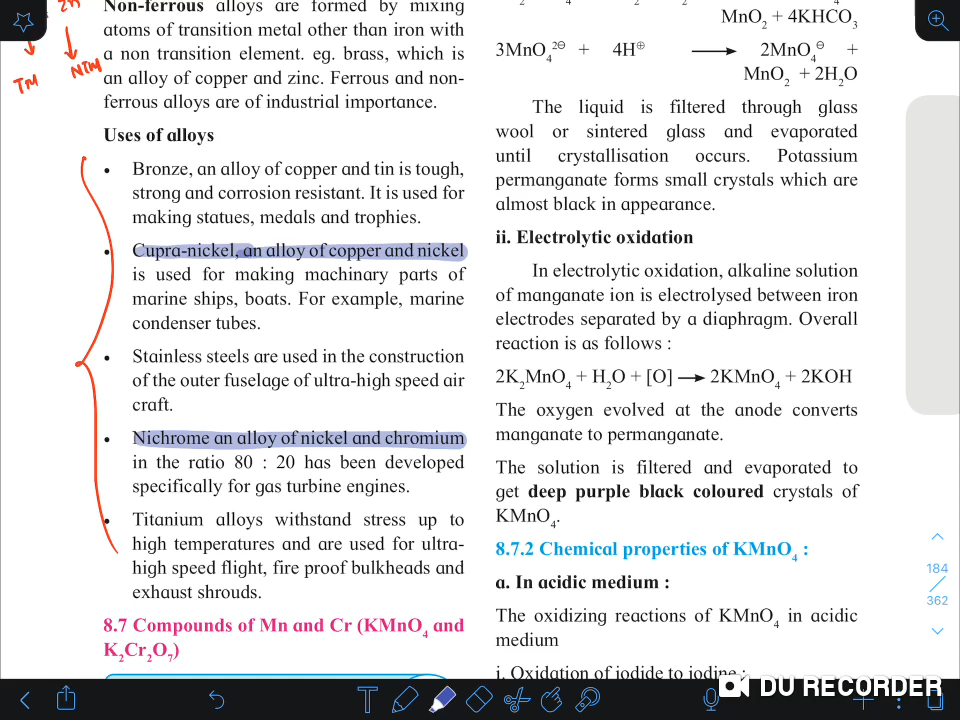 Non-ferrous alloys are formed by mixing
atoms of transition metal other than iron with
a non transition element. eg. brass, which is
an alloy of copper and zinc. Ferrous and non-
ferrous alloys are of industrial importance.
TM
NTM
Uses of alloys
• Bronze, an alloy of copper and tin is tough,
strong and corrosion resistant. It is used for
making statues, medals and trophies.
• Cupra-nickel, an alloy of copper and nickel
is used for making machinary parts of
marine ships, boats. For example, marine
condenser tubes.
• Stainless steels are used in the construction
of the outer fuselage of ultra-high speed air
craft.
• Nichrome an alloy of nickel and chromium
in the ratio 80 : 20 has been developed
specifically for gas turbine engines.
• Titanium alloys withstand stress up to
high temperatures and are used for ultra-
high speed flight, fire proof bulkheads and
exhaust shrouds.
8.7 Compounds of Mn and Cr (KMnO₄ and
K₂Cr₂O₇)
MnO₂ + 4KHCO₃
3MnO₄²⊖ + 4H⊕ ⟶ 2MnO₄⊖ +
MnO₂ + 2H₂O
The liquid is filtered through glass
wool or sintered glass and evaporated
until crystallisation occurs. Potassium
permanganate forms small crystals which are
almost black in appearance.
ii. Electrolytic oxidation
In electrolytic oxidation, alkaline solution
of manganate ion is electrolysed between iron
electrodes separated by a diaphragm. Overall
reaction is as follows :
2K₂MnO₄ + H₂O + [O] ⟶ 2KMnO₄ + 2KOH
The oxygen evolved at the anode converts
manganate to permanganate.
The solution is filtered and evaporated to
get deep purple black coloured crystals of
KMnO₄.
8.7.2 Chemical properties of KMnO₄ :
a. In acidic medium :
The oxidizing reactions of KMnO₄ in acidic
medium
i. Oxidation of iodide to iodine :
184
362
DU RECORDER